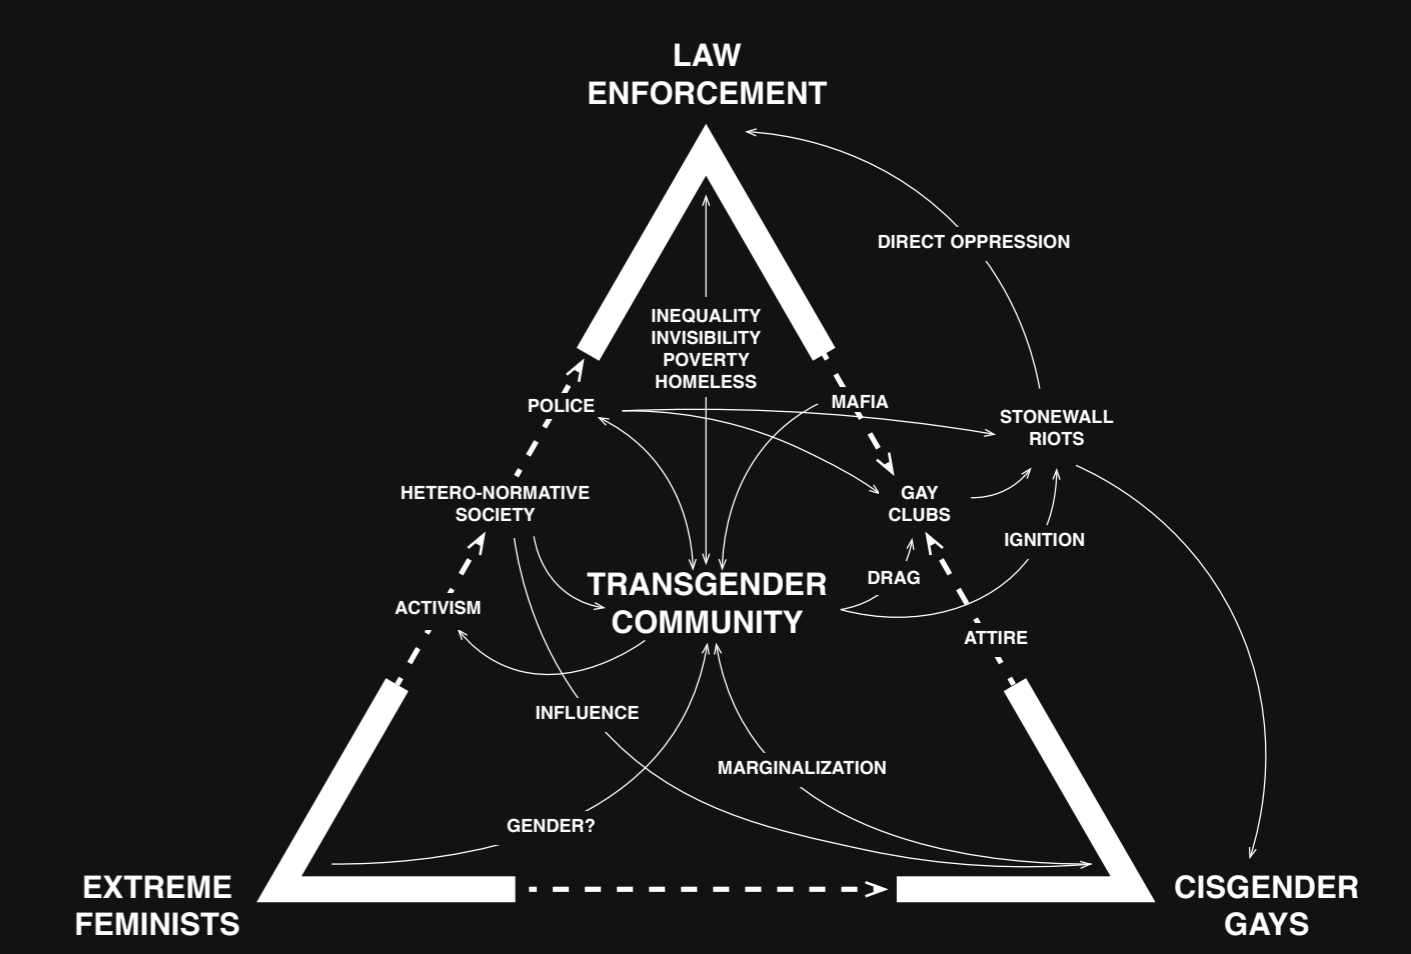 LAW
ENFORCEMENT
DIRECT OPPRESSION
INEQUALITY
INVISIBILITY
POVERTY
HOMELESS
POLICE
MAFIA
STONEWALL
RIOTS
HETERO-NORMATIVE
SOCIETY
GAY
CLUBS
IGNITION
TRANSGENDER
COMMUNITY
DRAG
ACTIVISM
ATTIRE
INFLUENCE
MARGINALIZATION
GENDER?
EXTREME
FEMINISTS
CISGENDER
GAYS